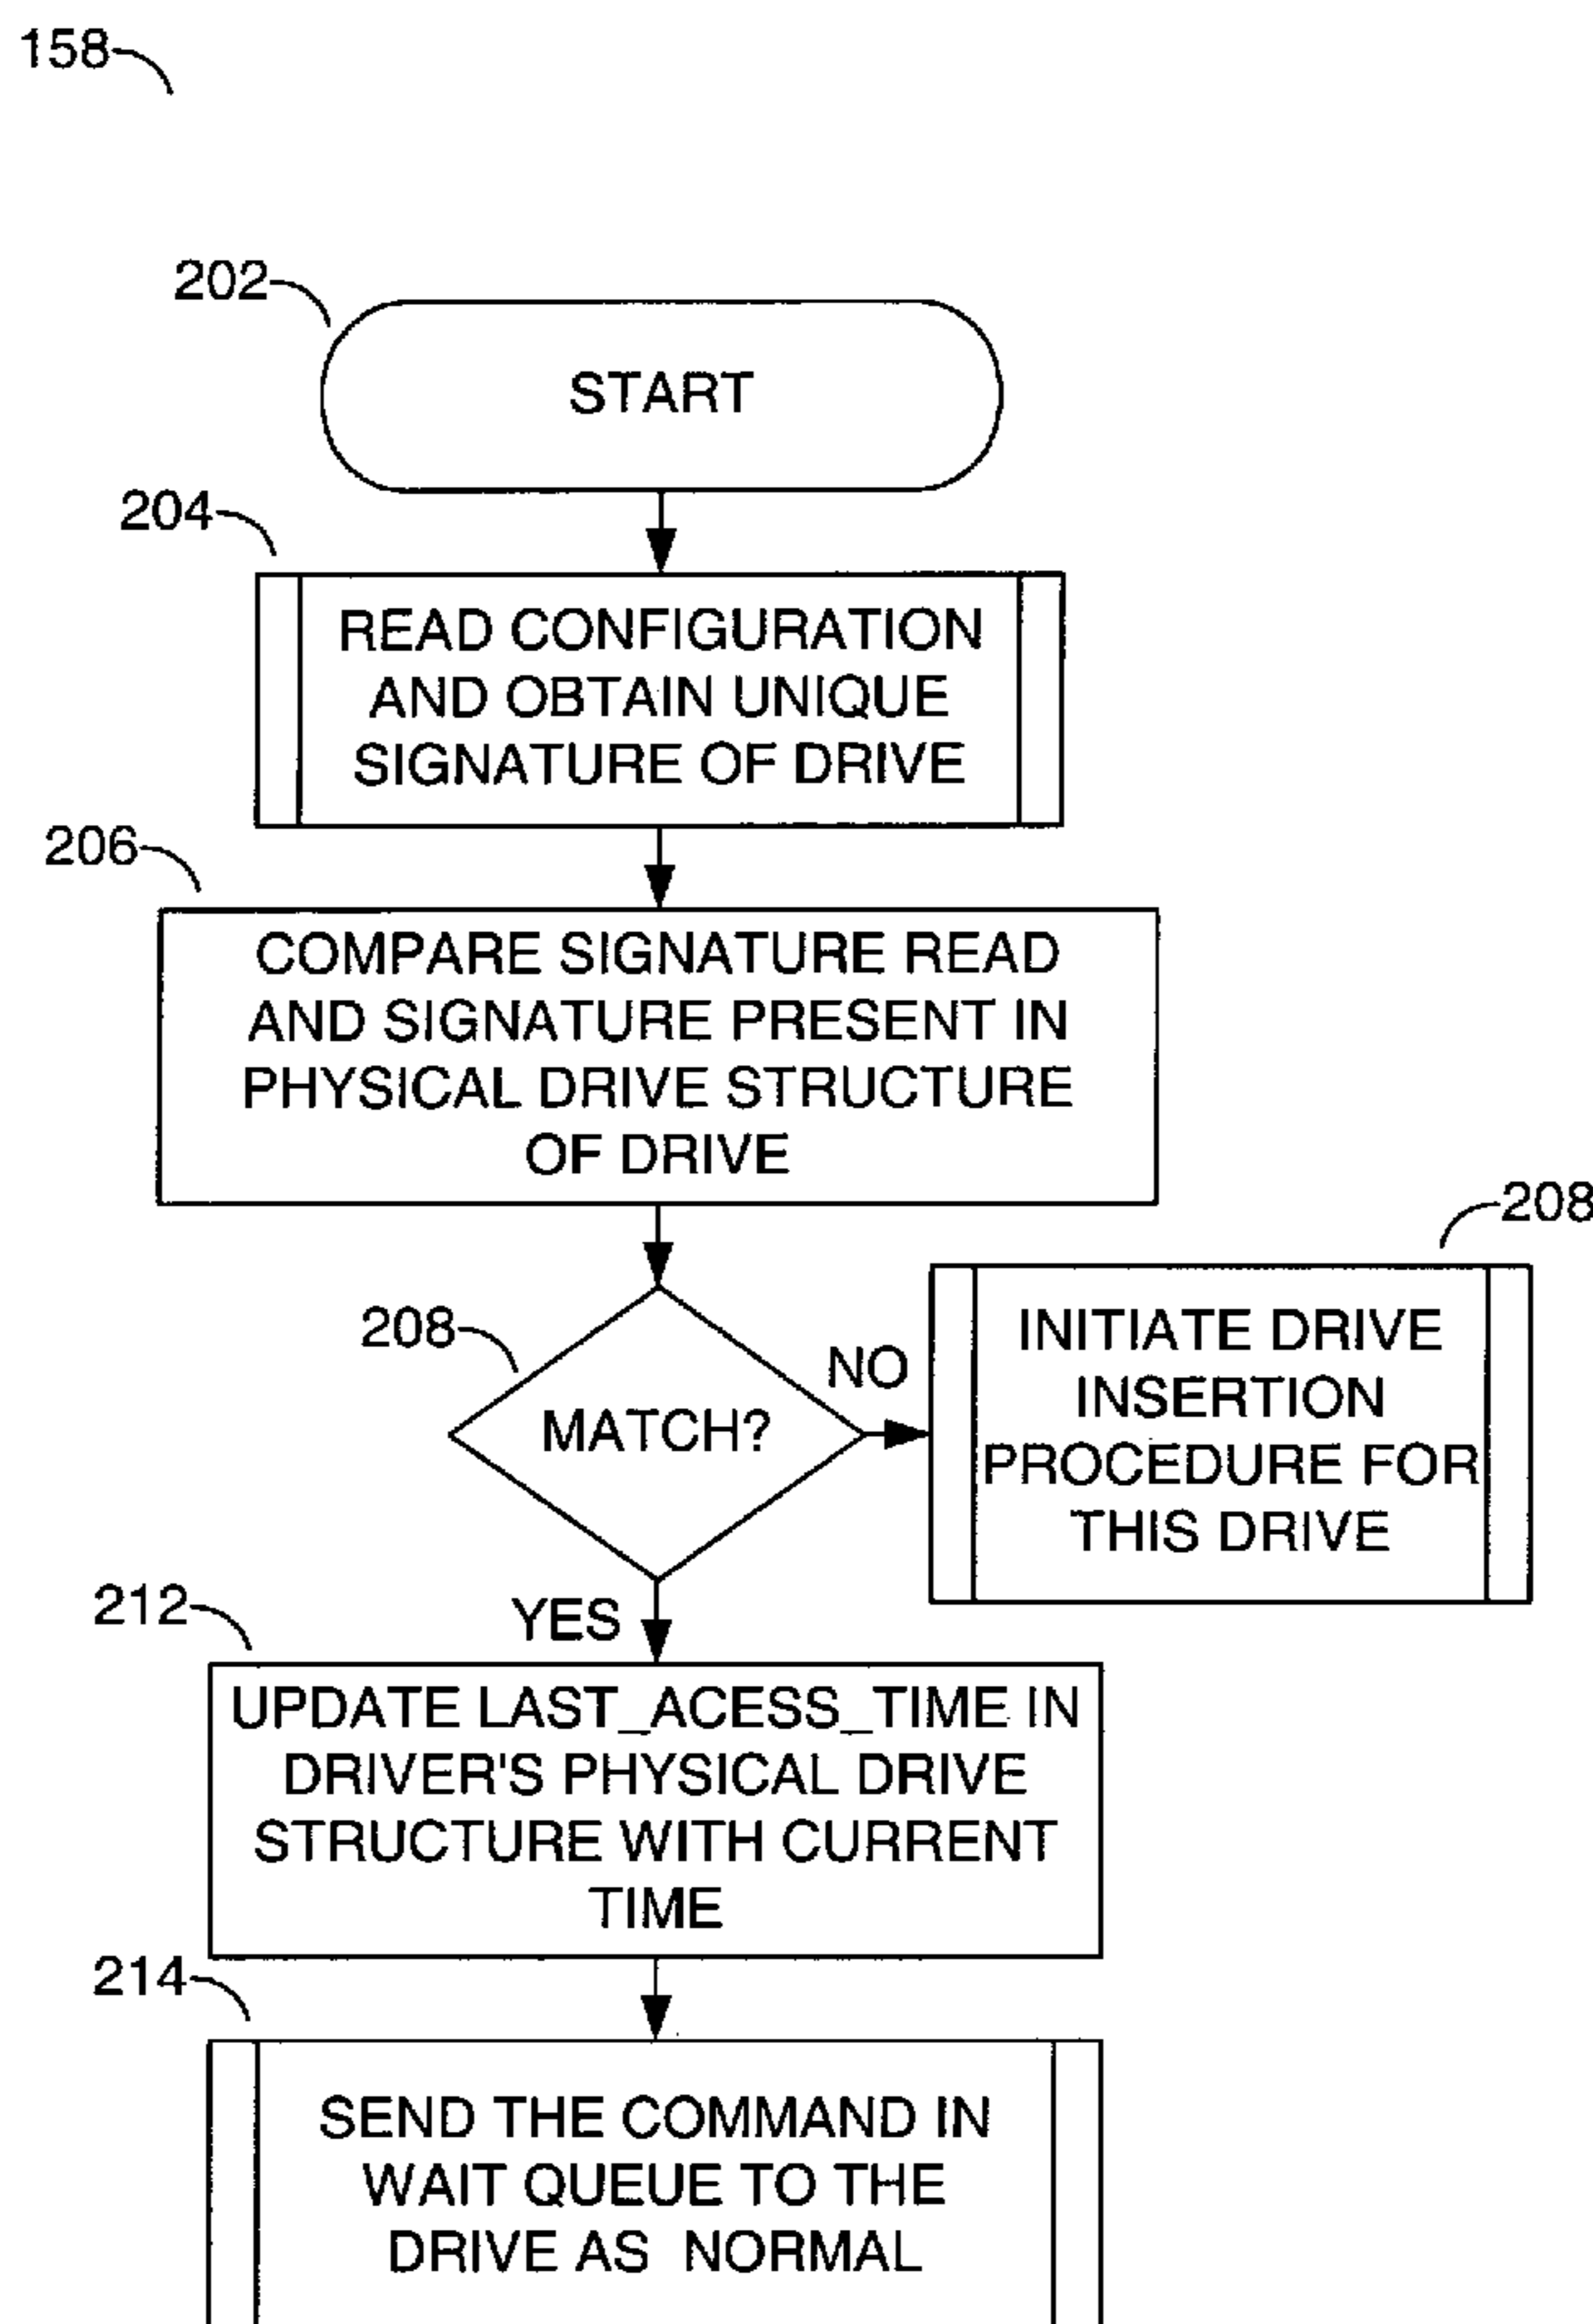 158
202
START
204
READ CONFIGURATION
AND OBTAIN UNIQUE
SIGNATURE OF DRIVE
206
COMPARE SIGNATURE READ
AND SIGNATURE PRESENT IN
PHYSICAL DRIVE STRUCTURE
OF DRIVE
208
MATCH?
NO
208
INITIATE DRIVE
INSERTION
PROCEDURE FOR
THIS DRIVE
YES
212
UPDATE LAST_ACESS_TIME IN
DRIVER'S PHYSICAL DRIVE
STRUCTURE WITH CURRENT
TIME
214
SEND THE COMMAND IN
WAIT QUEUE TO THE
DRIVE AS NORMAL